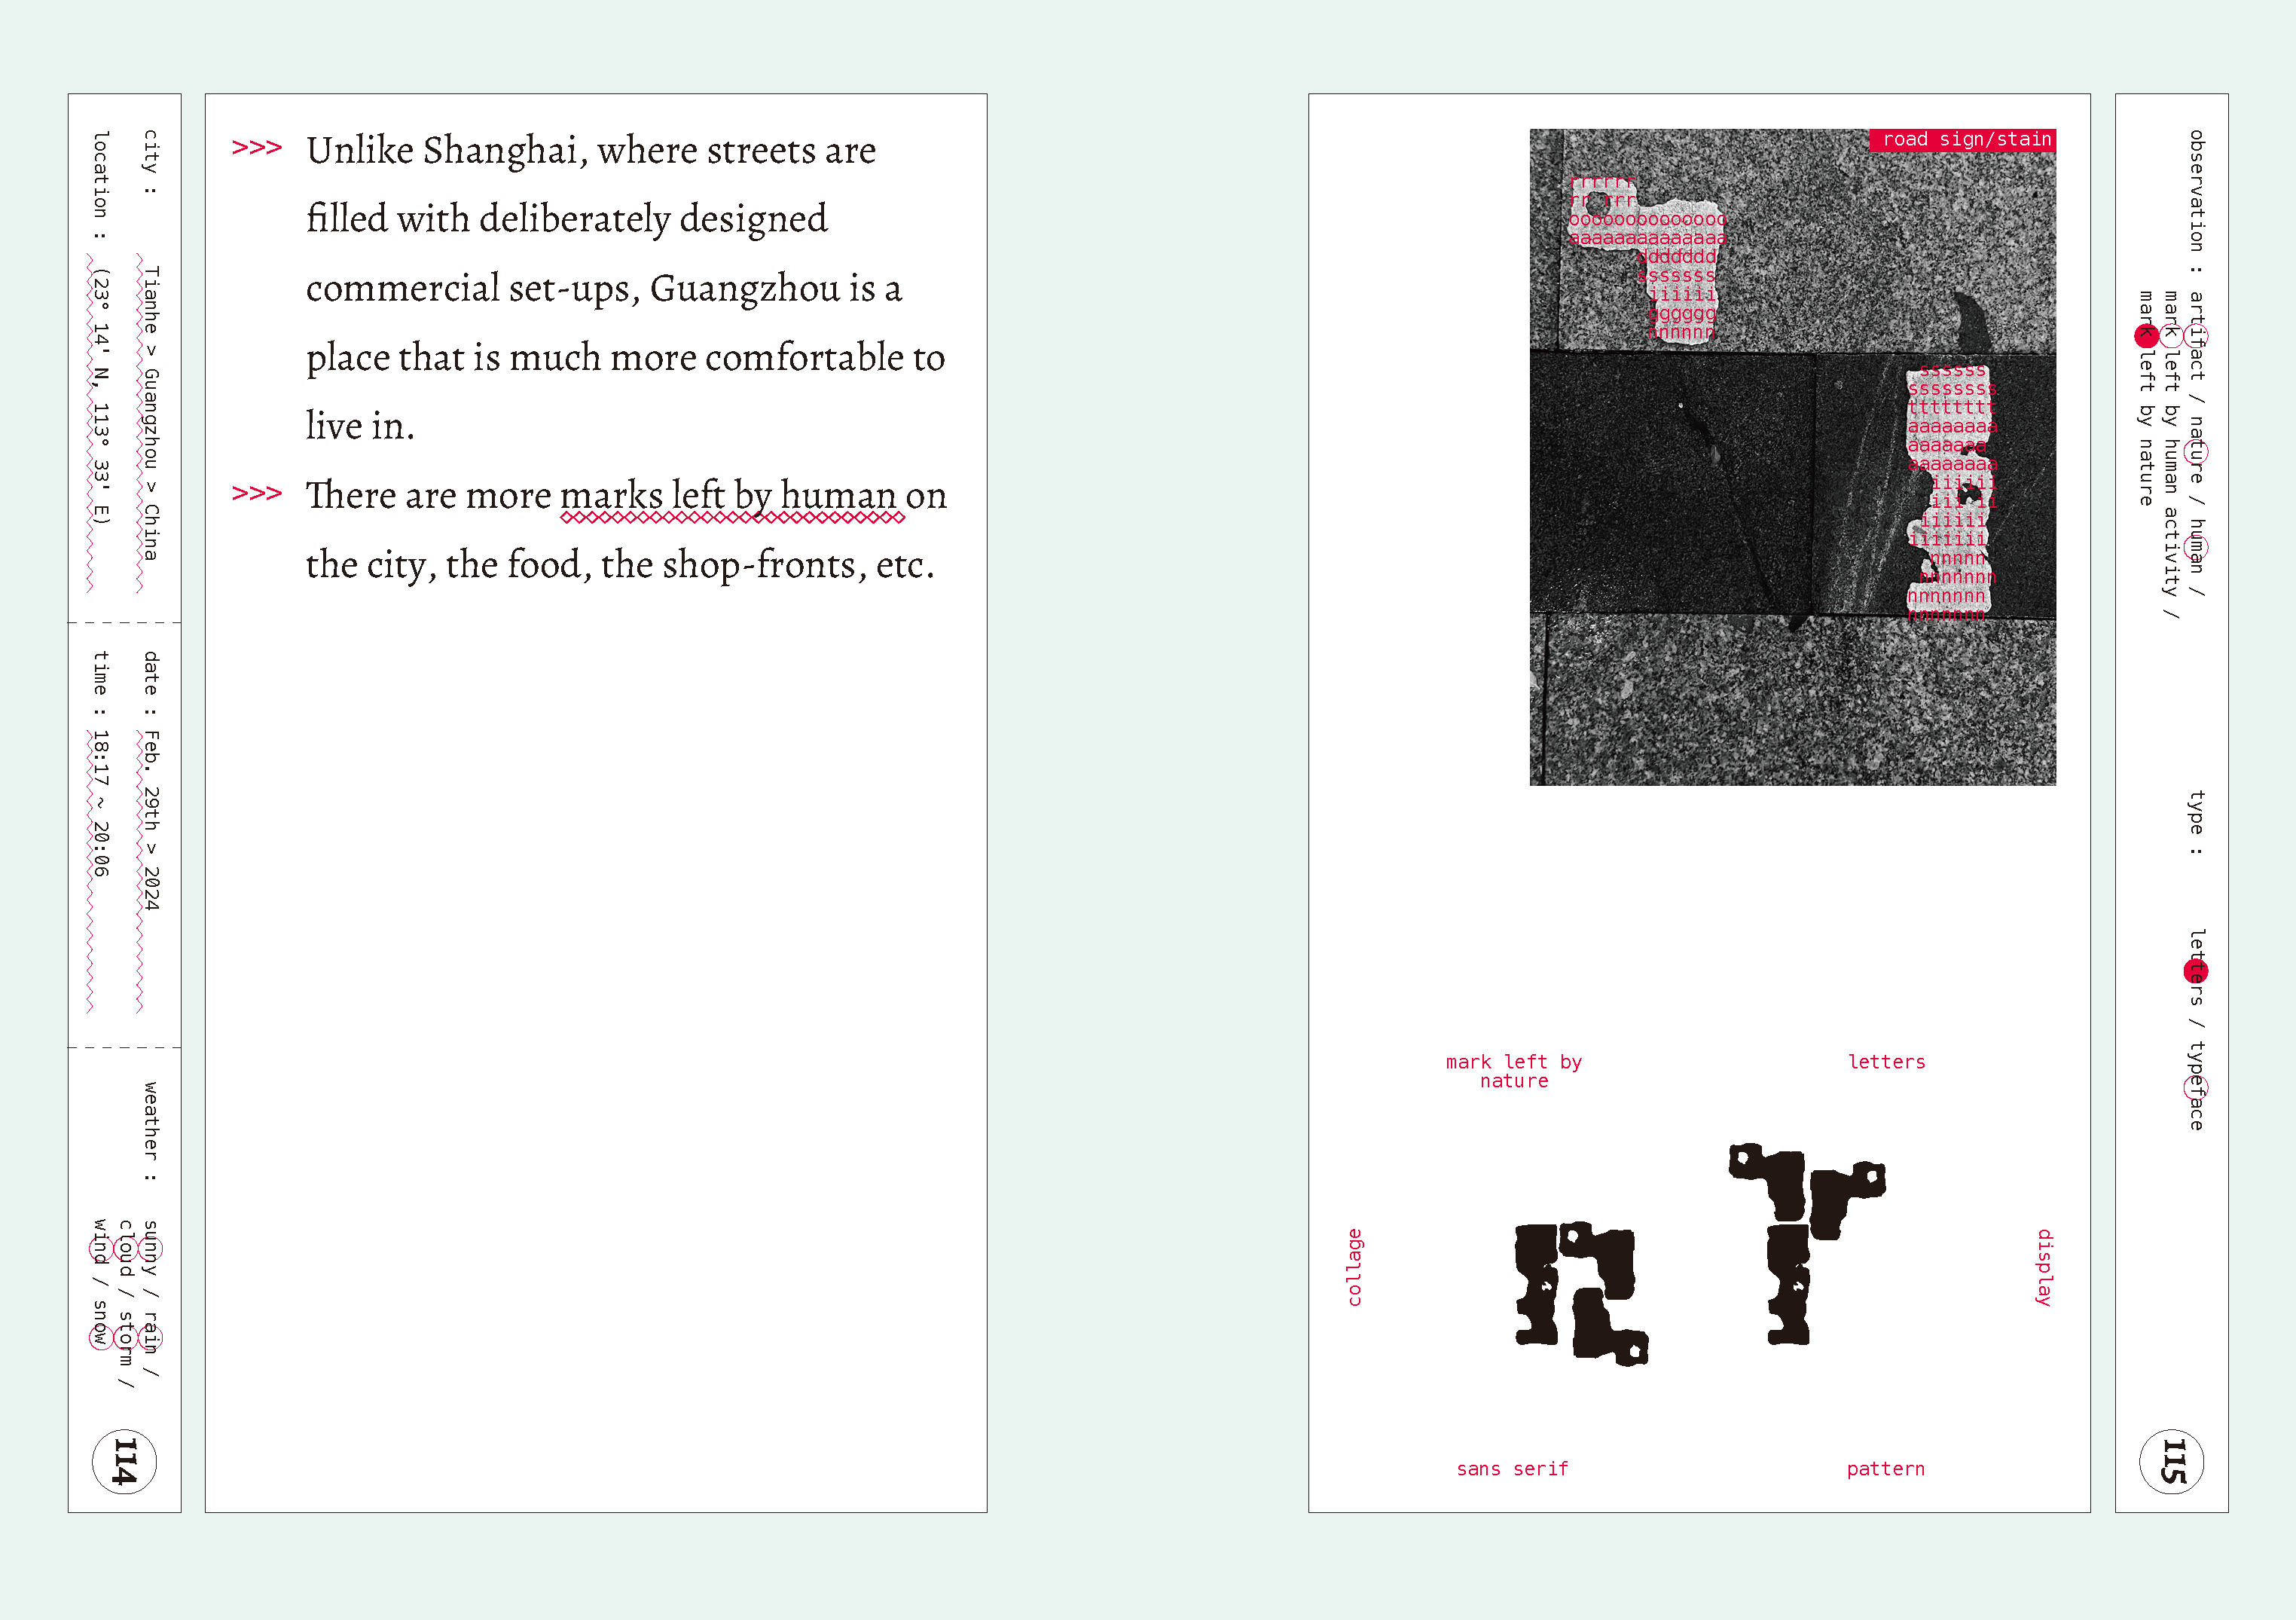 city : Tianhe > Guangzhou > China
location : (23° 14' N, 113° 33' E)
date : Feb. 29th > 2024
time : 18:17 ~ 20:06
weather : sunny / rain /
cloud / storm /
wind / snow
114
>>> Unlike Shanghai, where streets are
filled with deliberately designed
commercial set-ups, Guangzhou is a
place that is much more comfortable to
live in.
>>> There are more marks left by human on
the city, the food, the shop-fronts, etc.
road sign/stain
rrrrrr
rr rrr
oooooooooooooo
aaaaaaaaaaaaaa
ddddddd
sssssss
iiiiii
gggggg
nnnnnn
ssssss
ssssssss
tttttttt
aaaaaaaa
aaaaaaa
aaaaaaaa
iiiiii
iii ii
iiiiii
iiiiiii
nnnnn
nnnnnnn
nnnnnnn
nnnnnnn
mark left by
nature
letters
collage
display
sans serif
pattern
observation : artifact / nature / human /
mark left by human activity /
mark left by nature
type : letters / typeface
115